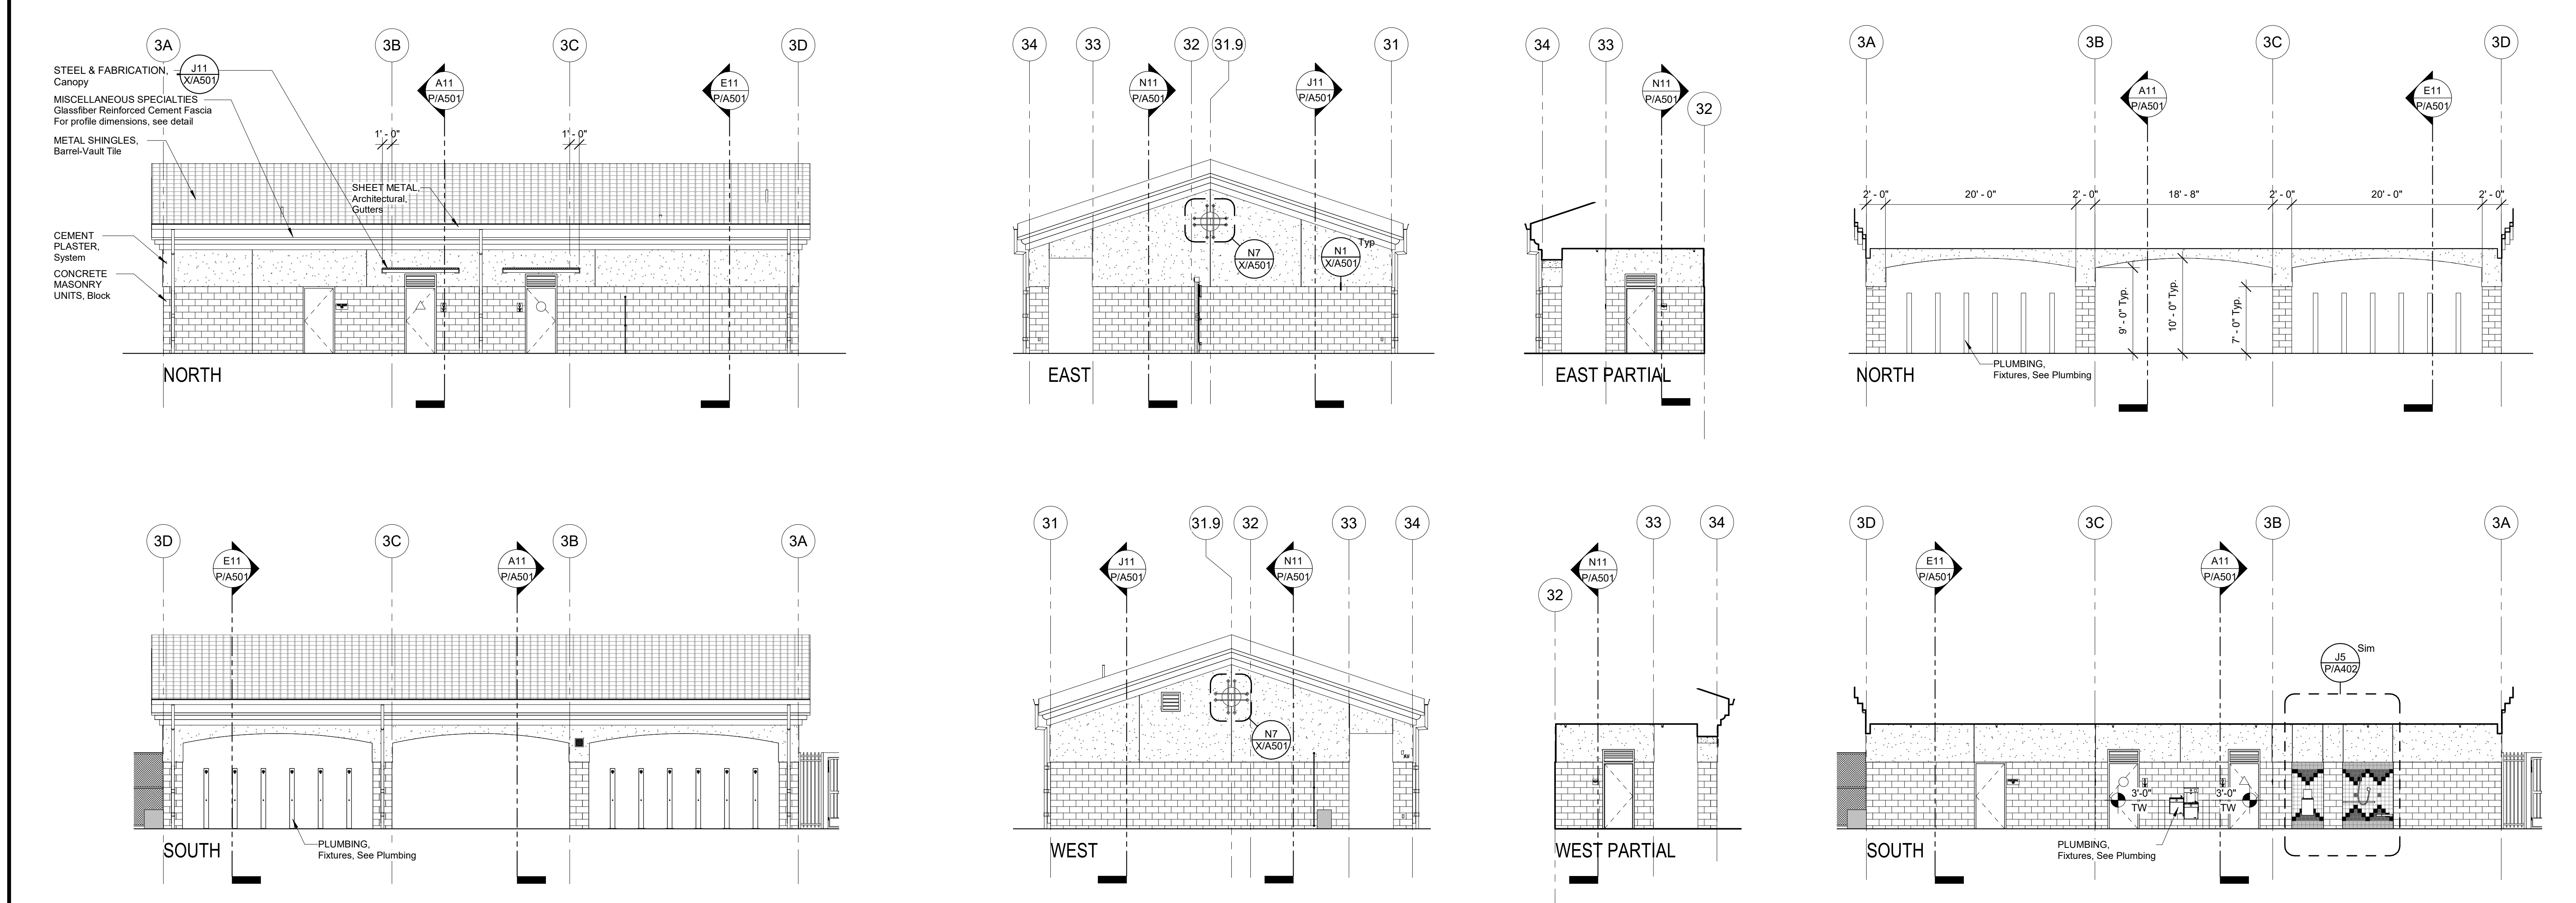 3A
3B
3C
3D
STEEL & FABRICATION,
Canopy
J11
X/A501
MISCELLANEOUS SPECIALTIES
Glassfiber Reinforced Cement Fascia
For profile dimensions, see detail
METAL SHINGLES,
Barrel-Vault Tile
A11
P/A501
E11
P/A501
1' - 0"
1' - 0"
SHEET METAL,
Architectural,
Gutters
CEMENT
PLASTER,
System
CONCRETE
MASONRY
UNITS, Block
NORTH
34
33
32
31.9
31
N11
P/A501
J11
P/A501
N7
X/A501
N1
X/A501
Typ
EAST
34
33
N11
P/A501
32
EAST PARTIAL
3A
3B
3C
3D
A11
P/A501
E11
P/A501
2' - 0"
20' - 0"
2' - 0"
18' - 8"
2' - 0"
20' - 0"
2' - 0"
9' - 0" Typ.
10' - 0" Typ.
7' - 0" Typ.
PLUMBING,
Fixtures, See Plumbing
NORTH
3D
3C
3B
3A
E11
P/A501
A11
P/A501
PLUMBING,
Fixtures, See Plumbing
SOUTH
31
31.9
32
33
34
J11
P/A501
N11
P/A501
N7
X/A501
WEST
32
N11
P/A501
33
34
WEST PARTIAL
3D
3C
3B
3A
E11
P/A501
A11
P/A501
J5
P/A402
Sim
3'-0"
TW
3'-0"
TW
PLUMBING,
Fixtures, See Plumbing
SOUTH